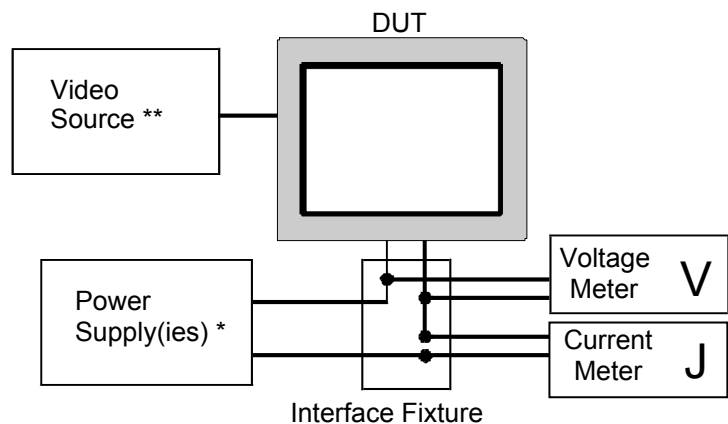 DUT
Video
Source **
Power
Supply(ies) *
Voltage
Meter
V
Current
Meter
J
Interface Fixture